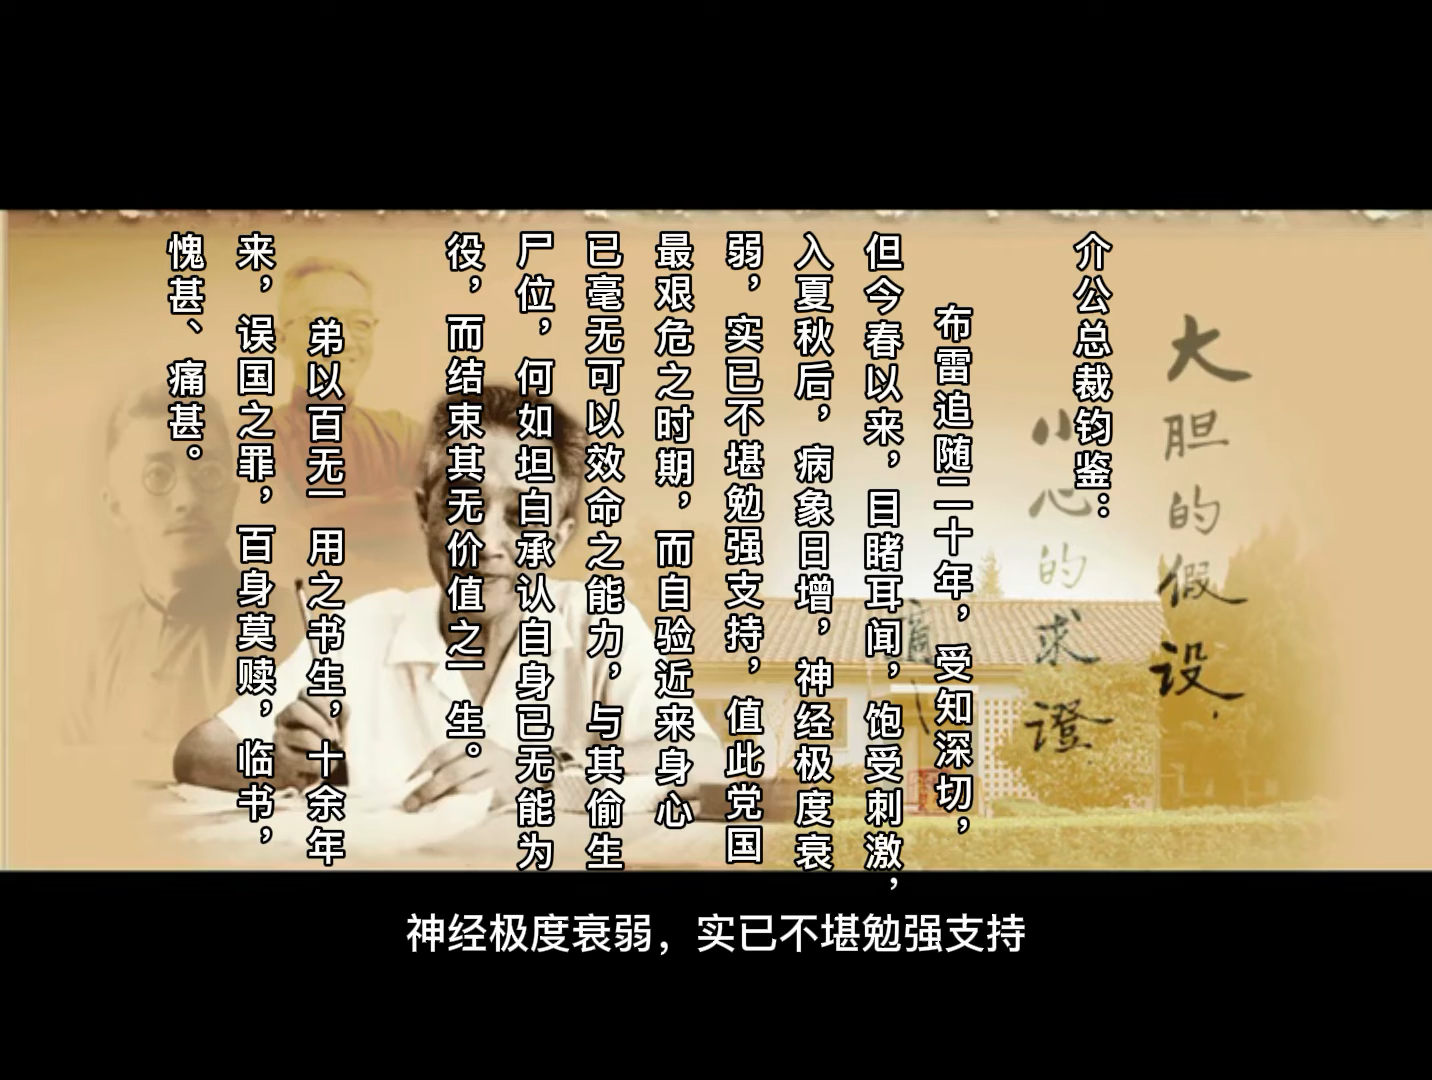 大胆的假设，
小心的求證
介公总裁钧鉴：
布雷追随二十年，受知深切，
但今春以来，目睹耳闻，饱受刺激，
入夏秋后，病象日增，神经极度衰
弱，实已不堪勉强支持，值此党国
最艰危之时期，而自验近来身心
已毫无可以效命之能力，与其偷生
尸位，何如坦白承认自身已无能为
役，而结束其无价值之一生。
弟以百无一用之书生，十余年
来，误国之罪，百身莫赎，临书，
愧甚、痛甚。
神经极度衰弱，实已不堪勉强支持